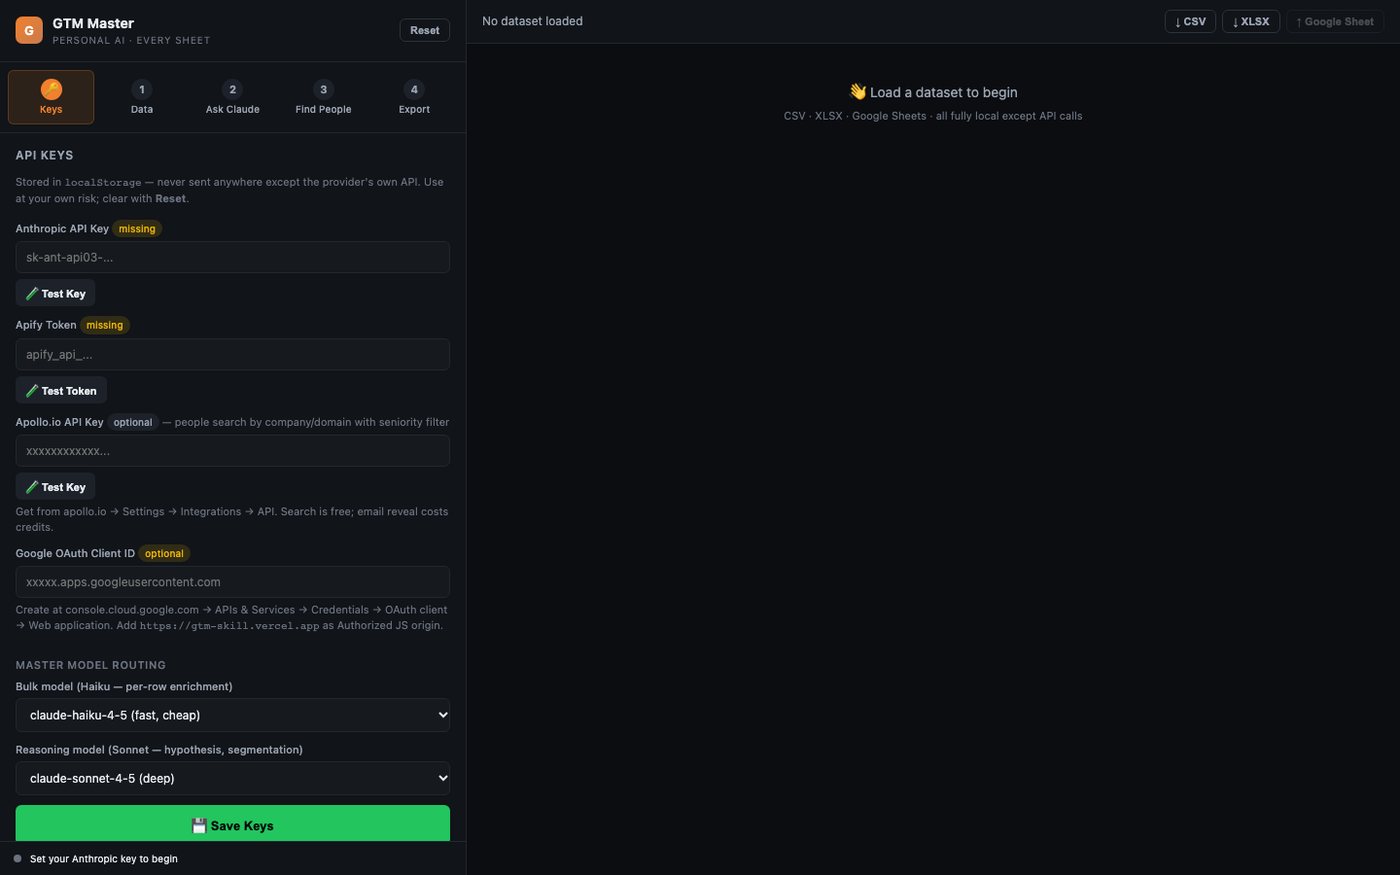 G
GTM Master
PERSONAL AI · EVERY SHEET
Reset
Keys
1
Data
2
Ask Claude
3
Find People
4
Export
API KEYS
Stored in localStorage — never sent anywhere except the provider's own API. Use
at your own risk; clear with Reset.
Anthropic API Key missing
sk-ant-api03-...
Test Key
Apify Token missing
apify_api_...
Test Token
Apollo.io API Key optional — people search by company/domain with seniority filter
xxxxxxxxxxxx...
Test Key
Get from apollo.io → Settings → Integrations → API. Search is free; email reveal costs
credits.
Google OAuth Client ID optional
xxxxx.apps.googleusercontent.com
Create at console.cloud.google.com → APIs & Services → Credentials → OAuth client
→ Web application. Add https://gtm-skill.vercel.app as Authorized JS origin.
MASTER MODEL ROUTING
Bulk model (Haiku — per-row enrichment)
claude-haiku-4-5 (fast, cheap)
Reasoning model (Sonnet — hypothesis, segmentation)
claude-sonnet-4-5 (deep)
💾 Save Keys
Set your Anthropic key to begin
No dataset loaded
↓ CSV
↓ XLSX
↑ Google Sheet
👋 Load a dataset to begin
CSV · XLSX · Google Sheets · all fully local except API calls